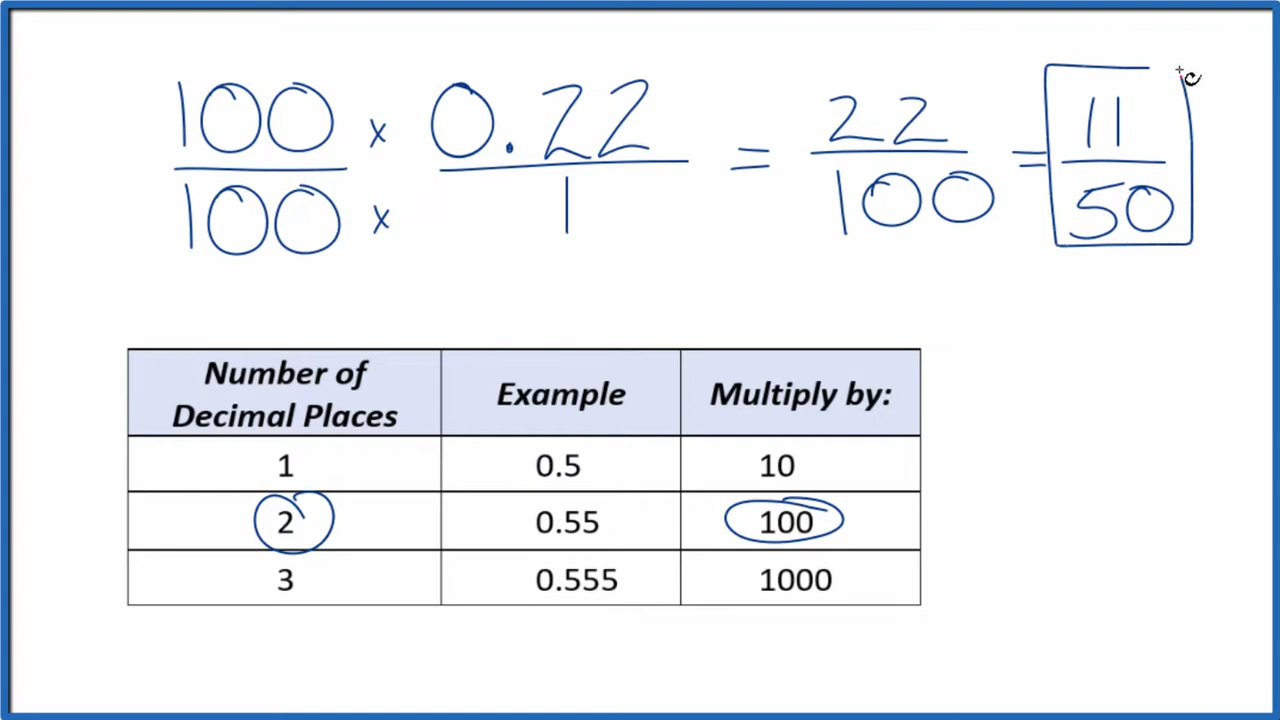 100 × 0.22 = 22 = 11
100 × 1 100 50
Number of Decimal Places Example Multiply by:
1 0.5 10
2 0.55 100
3 0.555 1000